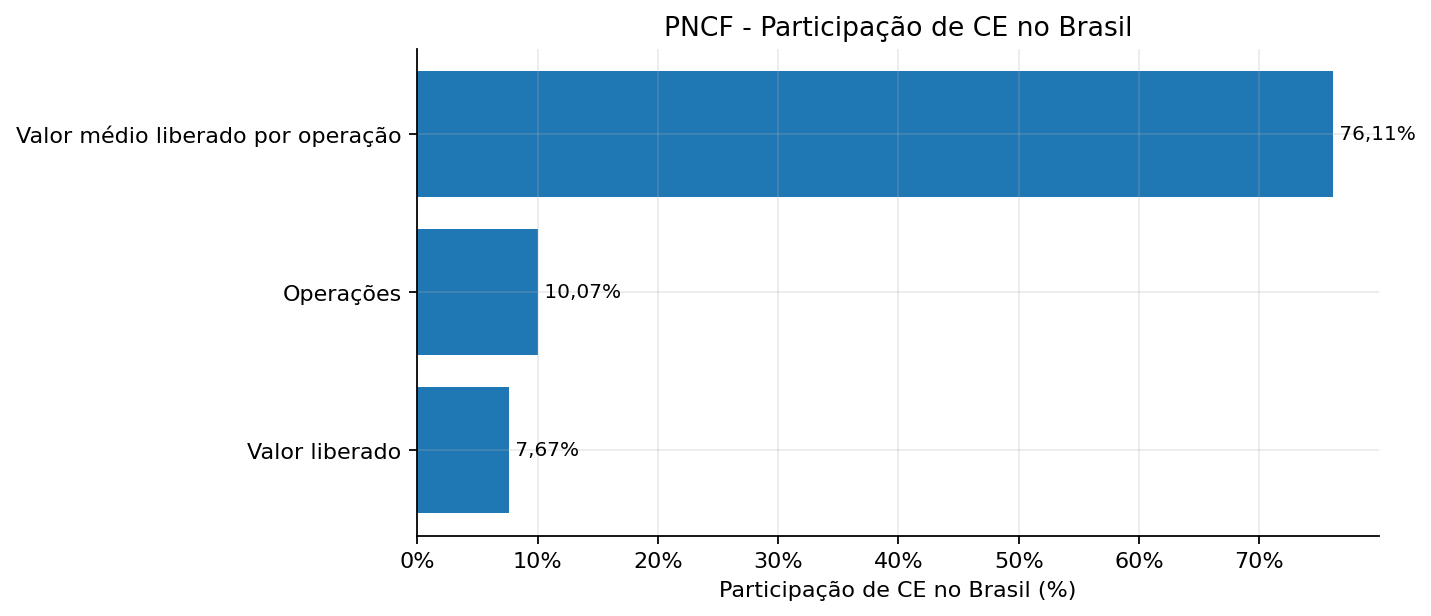 PNCF - Participação de CE no Brasil
Valor médio liberado por operação
76,11%
Operações
10,07%
Valor liberado
7,67%
0% 10% 20% 30% 40% 50% 60% 70%
Participação de CE no Brasil (%)